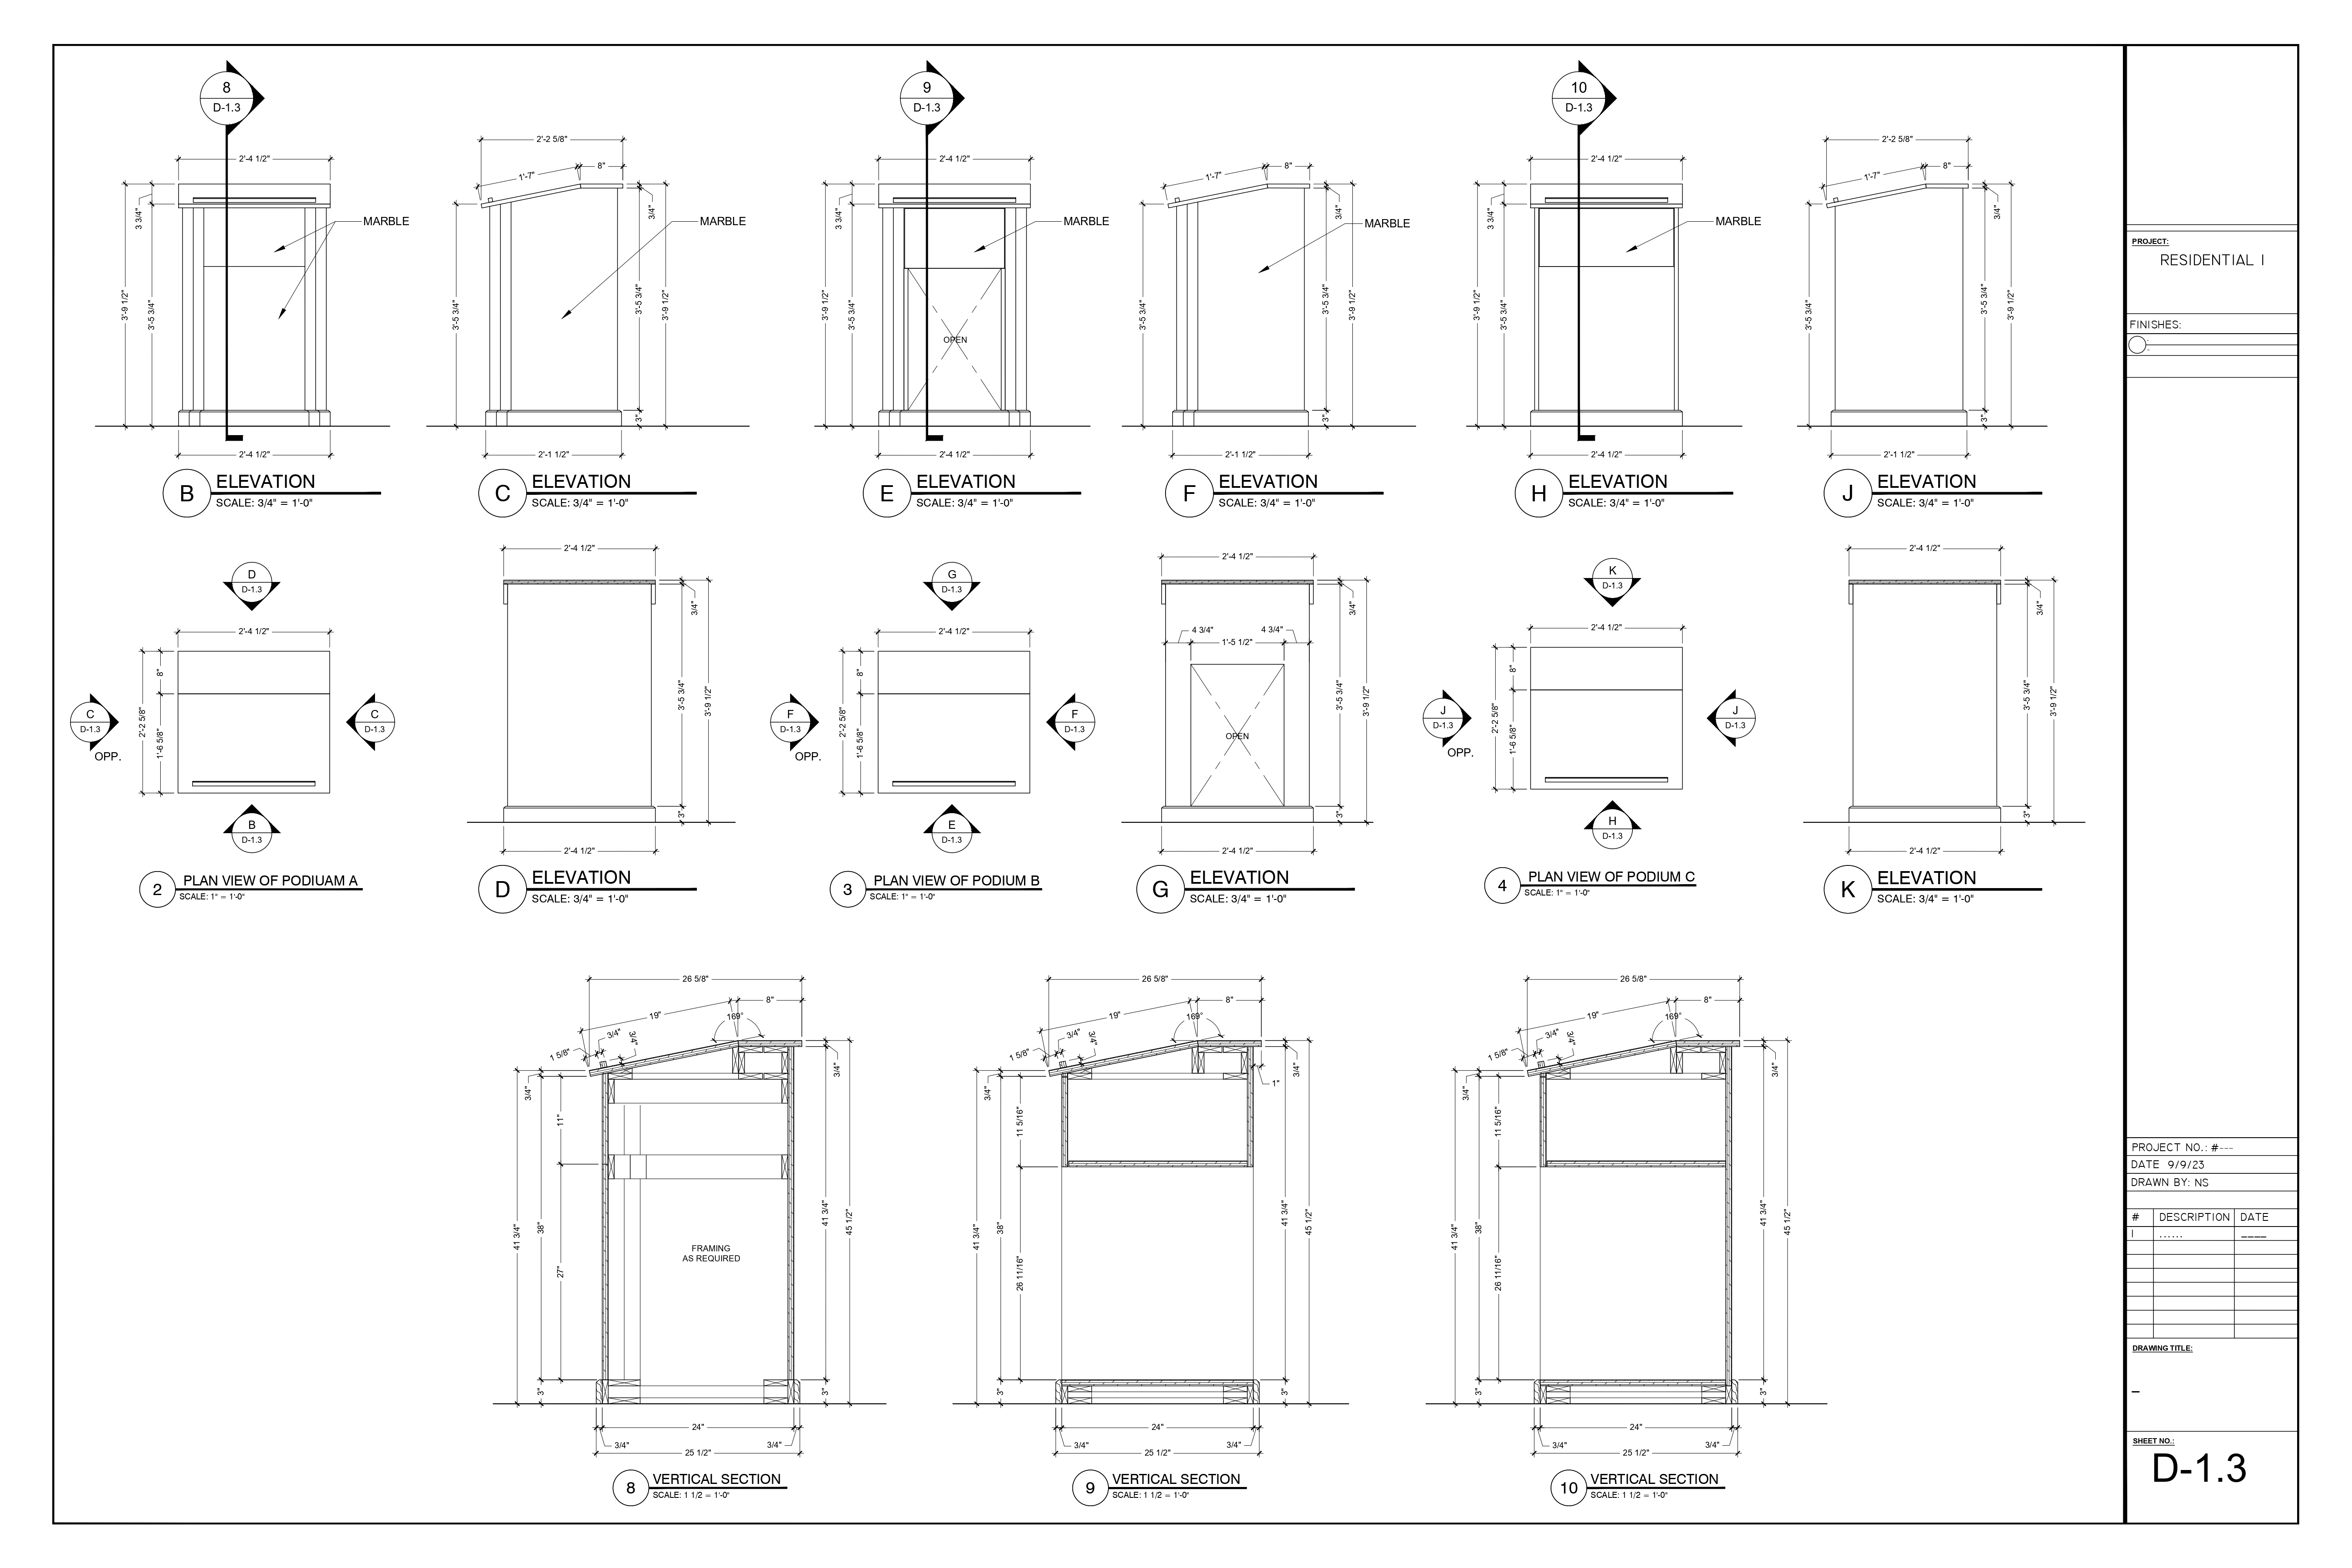 8
D-1.3
2'-4 1/2"
3 3/4"
3'-9 1/2"
3'-5 3/4"
MARBLE
2'-4 1/2"
B
ELEVATION
SCALE: 3/4" = 1'-0"
2'-2 5/8"
1'-7"
8"
3/4"
MARBLE
3'-5 3/4"
3'-5 3/4"
3'-9 1/2"
3"
2'-1 1/2"
C
ELEVATION
SCALE: 3/4" = 1'-0"
9
D-1.3
2'-4 1/2"
3 3/4"
3'-9 1/2"
3'-5 3/4"
MARBLE
OPEN
2'-4 1/2"
E
ELEVATION
SCALE: 3/4" = 1'-0"
1'-7"
8"
3/4"
MARBLE
3'-5 3/4"
3'-5 3/4"
3'-9 1/2"
3"
2'-1 1/2"
F
ELEVATION
SCALE: 3/4" = 1'-0"
10
D-1.3
2'-4 1/2"
3 3/4"
3'-9 1/2"
3'-5 3/4"
MARBLE
2'-4 1/2"
H
ELEVATION
SCALE: 3/4" = 1'-0"
2'-2 5/8"
1'-7"
8"
3/4"
3'-5 3/4"
3'-5 3/4"
3'-9 1/2"
3"
2'-1 1/2"
J
ELEVATION
SCALE: 3/4" = 1'-0"
D
D-1.3
2'-4 1/2"
8"
2'-2 5/8"
1'-6 5/8"
C
D-1.3
OPP.
C
D-1.3
B
D-1.3
2
PLAN VIEW OF PODIUAM A
SCALE: 1" = 1'-0"
2'-4 1/2"
3/4"
3'-5 3/4"
3'-9 1/2"
3"
2'-4 1/2"
D
ELEVATION
SCALE: 3/4" = 1'-0"
G
D-1.3
2'-4 1/2"
8"
2'-2 5/8"
1'-6 5/8"
F
D-1.3
OPP.
F
D-1.3
E
D-1.3
3
PLAN VIEW OF PODIUM B
SCALE: 1" = 1'-0"
2'-4 1/2"
3/4"
4 3/4"
4 3/4"
1'-5 1/2"
3'-5 3/4"
3'-9 1/2"
OPEN
3"
2'-4 1/2"
G
ELEVATION
SCALE: 3/4" = 1'-0"
K
D-1.3
2'-4 1/2"
8"
2'-2 5/8"
1'-6 5/8"
J
D-1.3
OPP.
J
D-1.3
H
D-1.3
4
PLAN VIEW OF PODIUM C
SCALE: 1" = 1'-0"
2'-4 1/2"
3/4"
3'-5 3/4"
3'-9 1/2"
3"
2'-4 1/2"
K
ELEVATION
SCALE: 3/4" = 1'-0"
26 5/8"
8"
19"
169°
3/4"
3/4"
1 5/8"
3/4"
3/4"
11"
41 3/4"
38"
27"
41 3/4"
45 1/2"
FRAMING
AS REQUIRED
3"
3"
24"
3/4"
3/4"
25 1/2"
8
VERTICAL SECTION
SCALE: 1 1/2 = 1'-0"
26 5/8"
8"
19"
169°
3/4"
3/4"
1 5/8"
3/4"
3/4"
1"
11 5/16"
41 3/4"
38"
26 11/16"
41 3/4"
45 1/2"
3"
3"
24"
3/4"
3/4"
25 1/2"
9
VERTICAL SECTION
SCALE: 1 1/2 = 1'-0"
26 5/8"
8"
19"
169°
3/4"
3/4"
1 5/8"
3/4"
3/4"
11 5/16"
41 3/4"
38"
26 11/16"
41 3/4"
45 1/2"
3"
3"
24"
3/4"
3/4"
25 1/2"
10
VERTICAL SECTION
SCALE: 1 1/2 = 1'-0"
PROJECT:
RESIDENTIAL I
FINISHES:
PROJECT NO.: #---
DATE 9/9/23
DRAWN BY: NS
# DESCRIPTION DATE
1 ...... ____
DRAWING TITLE:
–
SHEET NO.:
D-1.3